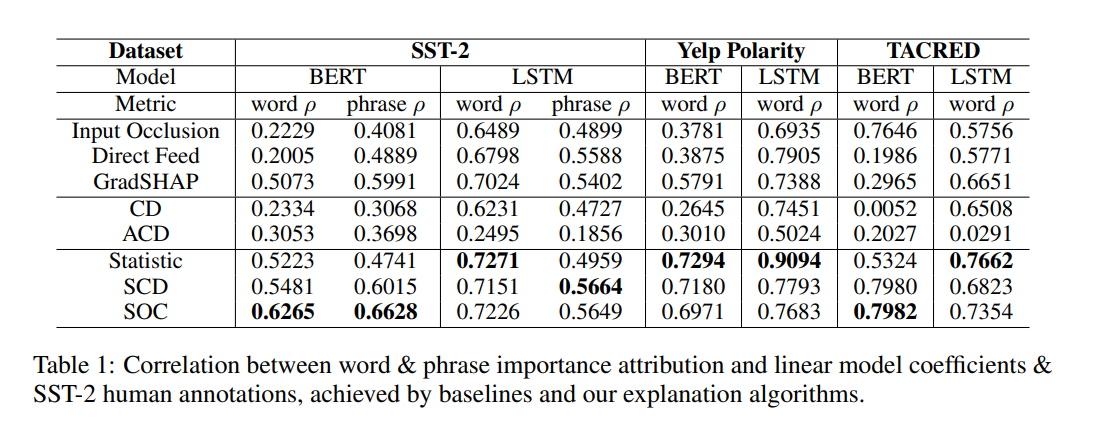 Dataset SST-2 Yelp Polarity TACRED
Model BERT LSTM BERT LSTM BERT LSTM
Metric word ρ phrase ρ word ρ phrase ρ word ρ word ρ word ρ word ρ
Input Occlusion 0.2229 0.4081 0.6489 0.4899 0.3781 0.6935 0.7646 0.5756
Direct Feed 0.2005 0.4889 0.6798 0.5588 0.3875 0.7905 0.1986 0.5771
GradSHAP 0.5073 0.5991 0.7024 0.5402 0.5791 0.7388 0.2965 0.6651
CD 0.2334 0.3068 0.6231 0.4727 0.2645 0.7451 0.0052 0.6508
ACD 0.3053 0.3698 0.2495 0.1856 0.3010 0.5024 0.2027 0.0291
Statistic 0.5223 0.4741 0.7271 0.4959 0.7294 0.9094 0.5324 0.7662
SCD 0.5481 0.6015 0.7151 0.5664 0.7180 0.7793 0.7980 0.6823
SOC 0.6265 0.6628 0.7226 0.5649 0.6971 0.7683 0.7982 0.7354
Table 1: Correlation between word & phrase importance attribution and linear model coefficients &
SST-2 human annotations, achieved by baselines and our explanation algorithms.